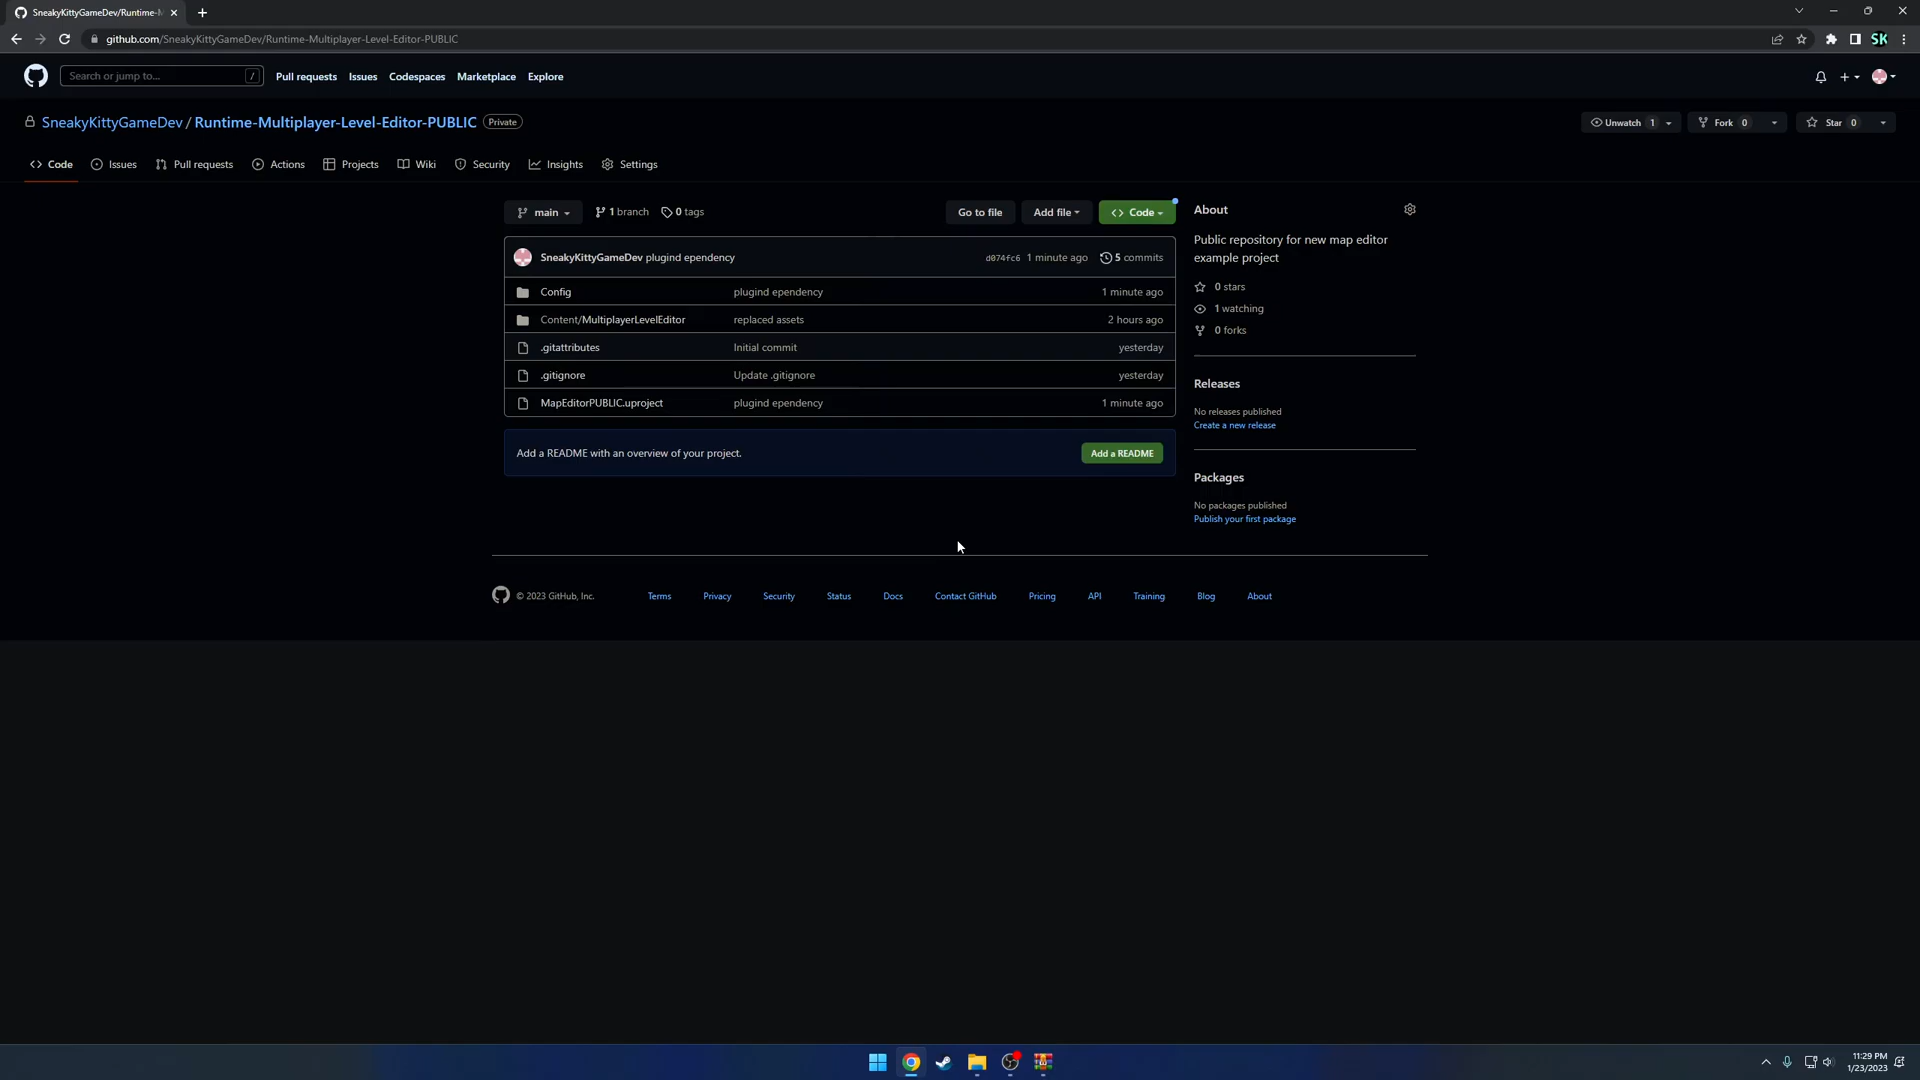 SneakyKittyGameDev/Runtime-M
github.com/SneakyKittyGameDev/Runtime-Multiplayer-Level-Editor-PUBLIC
SK
Search or jump to... /
Pull requests Issues Codespaces Marketplace Explore
SneakyKittyGameDev / Runtime-Multiplayer-Level-Editor-PUBLIC Private
Unwatch 1 Fork 0 Star 0
Code Issues Pull requests Actions Projects Wiki Security Insights Settings
main 1 branch 0 tags Go to file Add file Code
SneakyKittyGameDev plugind ependency d074fc6 1 minute ago 5 commits
Config plugind ependency 1 minute ago
Content/MultiplayerLevelEditor replaced assets 2 hours ago
.gitattributes Initial commit yesterday
.gitignore Update .gitignore yesterday
MapEditorPUBLIC.uproject plugind ependency 1 minute ago
Add a README with an overview of your project. Add a README
About
Public repository for new map editor
example project
0 stars
1 watching
0 forks
Releases
No releases published
Create a new release
Packages
No packages published
Publish your first package
© 2023 GitHub, Inc. Terms Privacy Security Status Docs Contact GitHub Pricing API Training Blog About
11:29 PM
1/23/2023